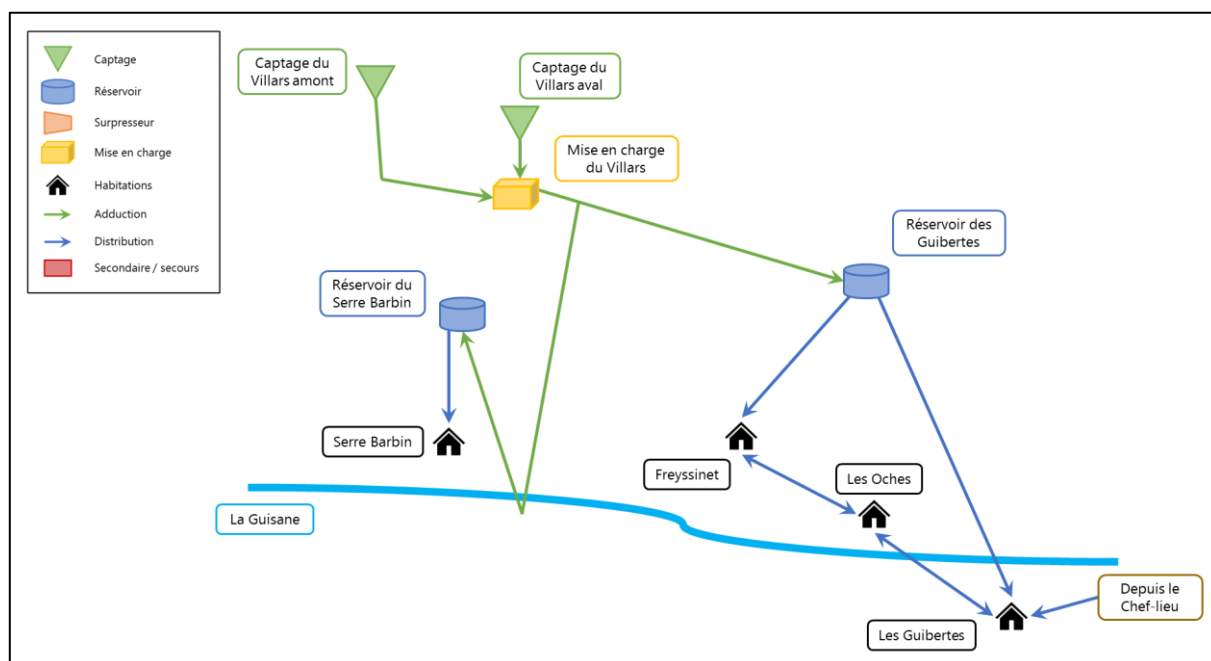 Captage
Réservoir
Surpresseur
Mise en charge
Habitations
Adduction
Distribution
Secondaire / secours
Captage du
Villars amont
Captage du
Villars aval
Mise en charge
du Villars
Réservoir des
Guibertes
Réservoir du
Serre Barbin
Serre Barbin
Freyssinet
Les Oches
La Guisane
Depuis le
Chef-lieu
Les Guibertes